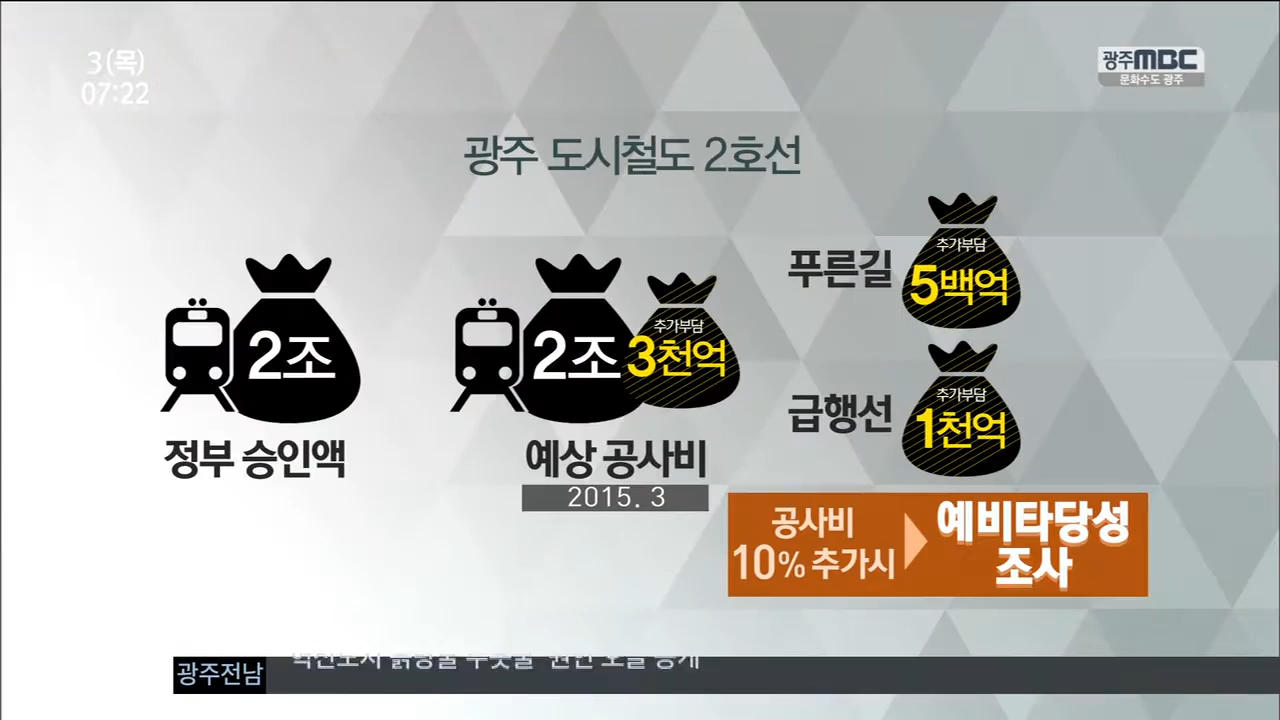 3(목)
07:22
광주MBC
문화수도 광주
광주 도시철도 2호선
2조
정부 승인액
2조
추가부담
3천억
예상 공사비
2015. 3
푸른길
추가부담
5백억
급행선
추가부담
1천억
공사비
10% 추가시
예비타당성
조사
광주전남